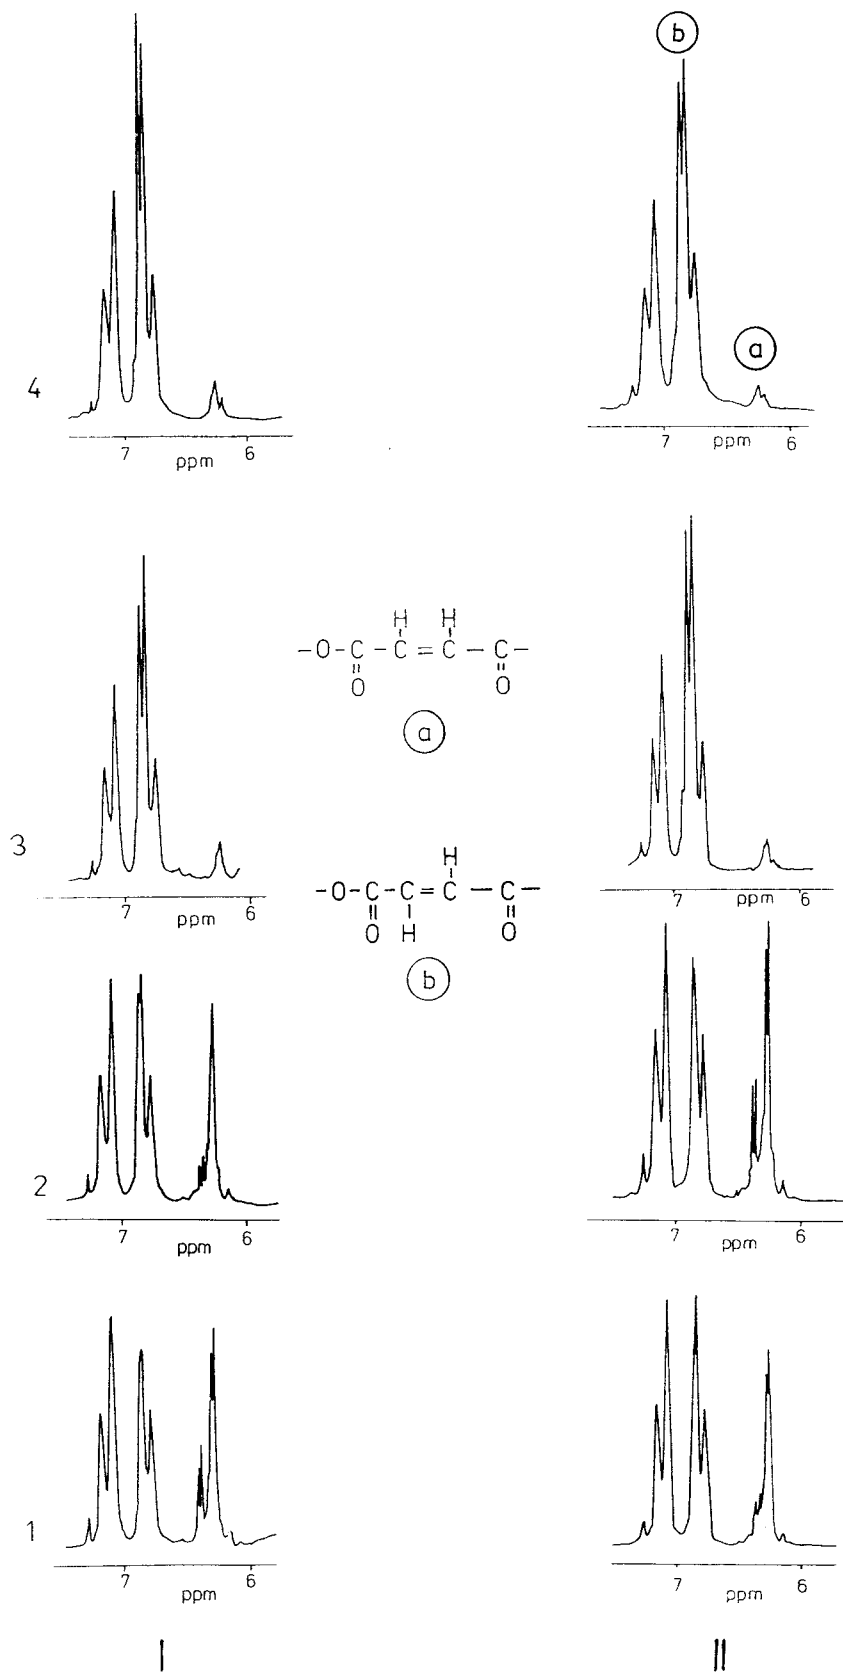 b
a
4
7 6
ppm
7 6
ppm
H H
-O-C-C=C-C-
O O
a
3
7 6
ppm
7 6
ppm
H
-O-C-C=C-C-
O H O
b
2
7 6
ppm
7 6
ppm
1
7 6
ppm
7 6
ppm
I II